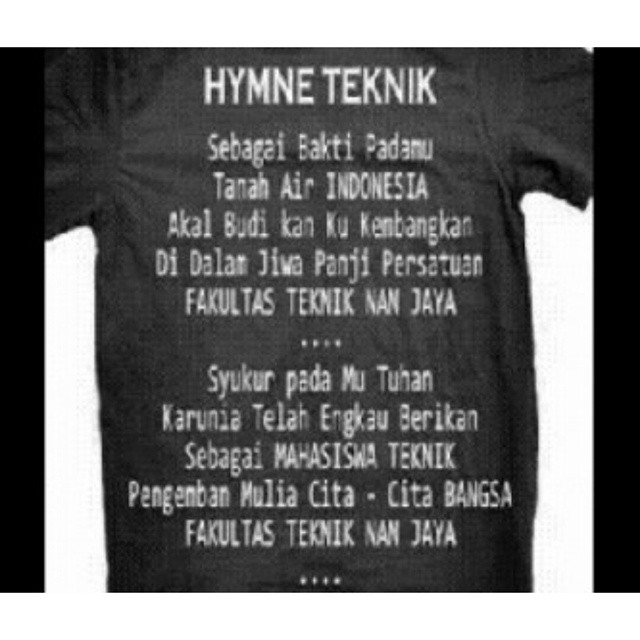 HYMNE TEKNIK
Sebagai Bakti Padamu
Tanah Air INDONESIA
Akal Budi kan Ku Kembangkan
Di Dalam Jiwa Panji Persatuan
FAKULTAS TEKNIK NAN JAYA
....
Syukur pada Mu Tuhan
Karunia Telah Engkau Berikan
Sebagai MAHASISWA TEKNIK
Pengemban Mulia Cita - Cita BANGSA
FAKULTAS TEKNIK NAN JAYA
....